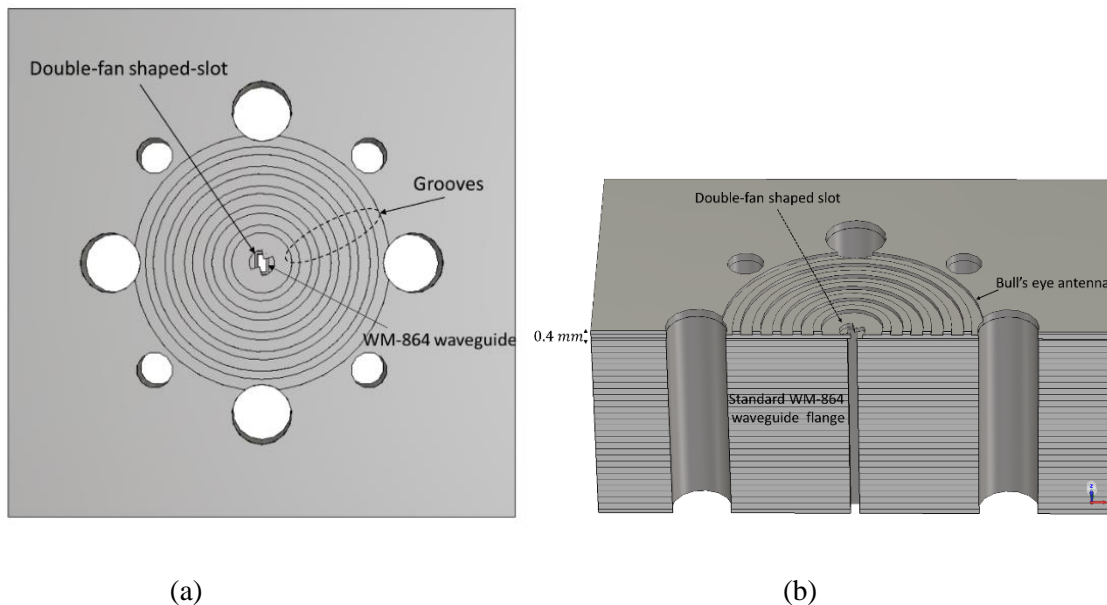 Double-fan shaped-slot
Grooves
WM-864 waveguide
Double-fan shaped slot
Bull's eye antenna
0.4 mm
Standard WM-864
waveguide flange
(a)
(b)